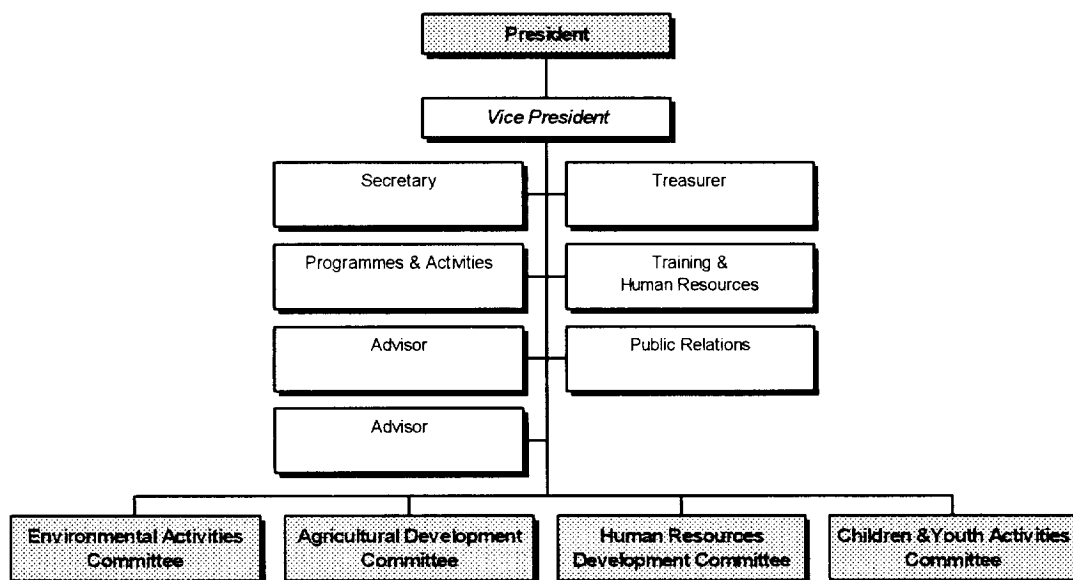 President
Vice President
Secretary
Treasurer
Programmes & Activities
Training &
Human Resources
Advisor
Public Relations
Advisor
Environmental Activities
Committee
Agricultural Development
Committee
Human Resources
Development Committee
Children &Youth Activities
Committee